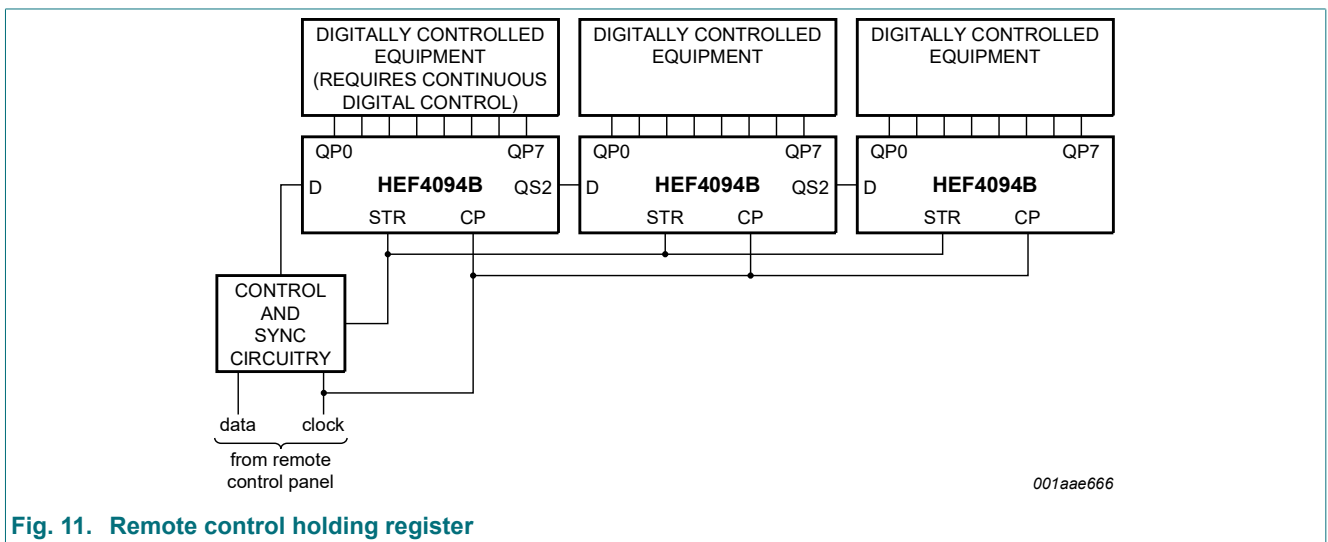 DIGITALLY CONTROLLED
EQUIPMENT
(REQUIRES CONTINUOUS
DIGITAL CONTROL)
DIGITALLY CONTROLLED
EQUIPMENT
DIGITALLY CONTROLLED
EQUIPMENT
QP0 QP7
D HEF4094B QS2
STR CP
QP0 QP7
D HEF4094B QS2
STR CP
QP0 QP7
D HEF4094B
STR CP
CONTROL
AND
SYNC
CIRCUITRY
data clock
from remote
control panel
001aae666
Fig. 11. Remote control holding register